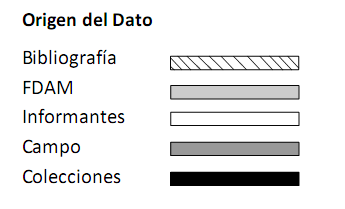 Origen del Dato
Bibliografía
FDAM
Informantes
Campo
Colecciones